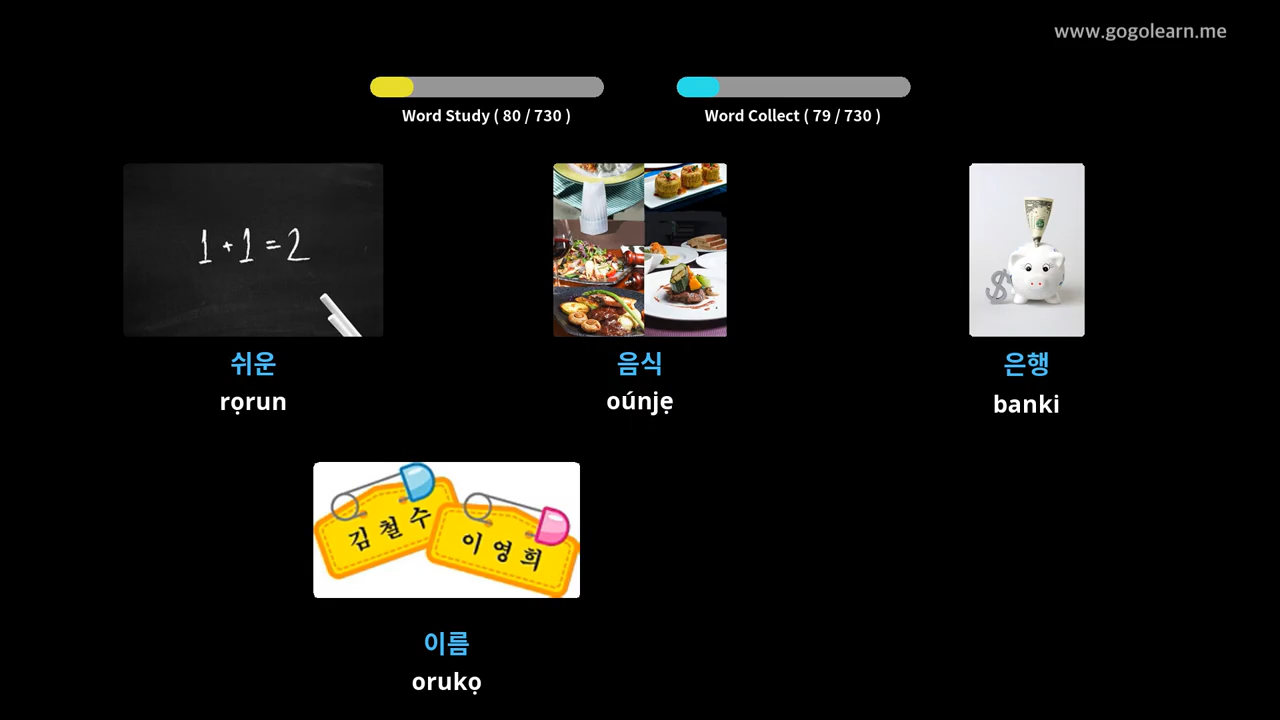 www.gogolearn.me
Word Study ( 80 / 730 )
Word Collect ( 79 / 730 )
1 + 1 = 2
쉬운
rọrun
음식
oúnjẹ
$
은행
banki
김철수
이영희
이름
orukọ